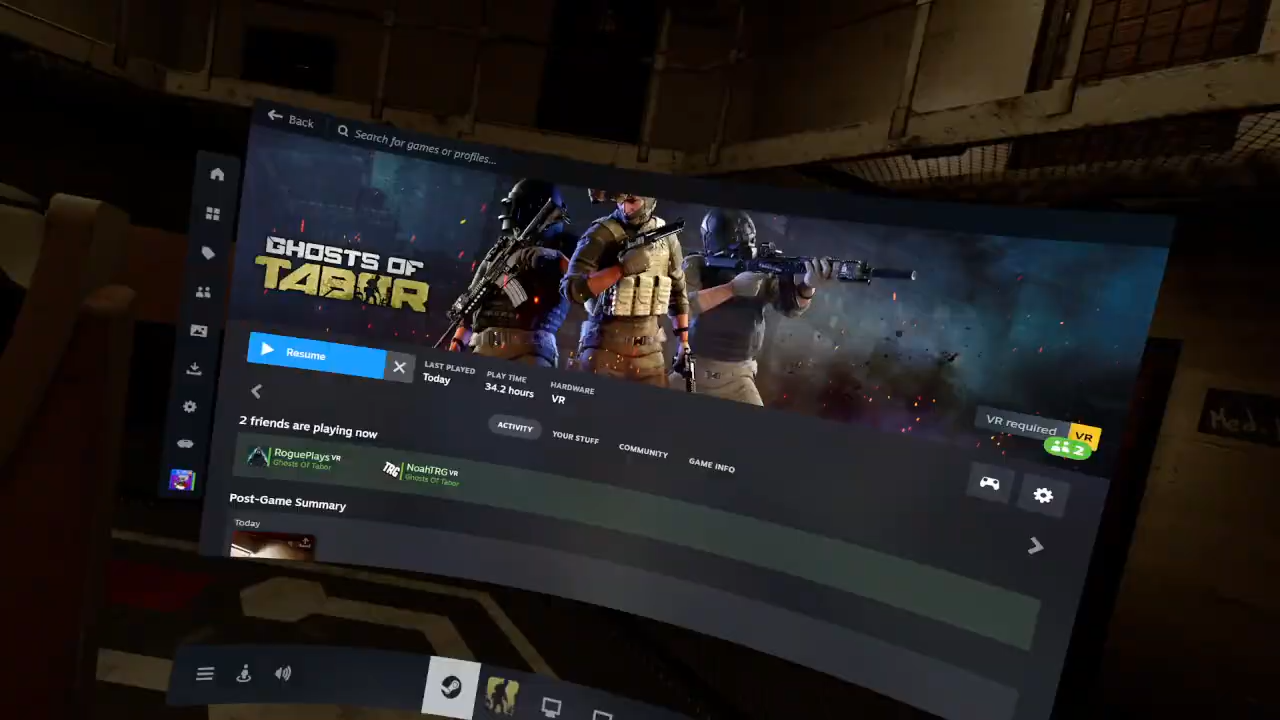 Back
Search for games or profiles...
GHOSTS OF
TABOR
Resume
LAST PLAYED
Today
PLAY TIME
34.2 hours
HARDWARE
VR
VR required
VR
2
2 friends are playing now
ACTIVITY
YOUR STUFF
COMMUNITY
GAME INFO
RoguePlays VR
Ghosts Of Tabor
TRG
NoahTRG VR
Ghosts Of Tabor
Post-Game Summary
Today
Med.